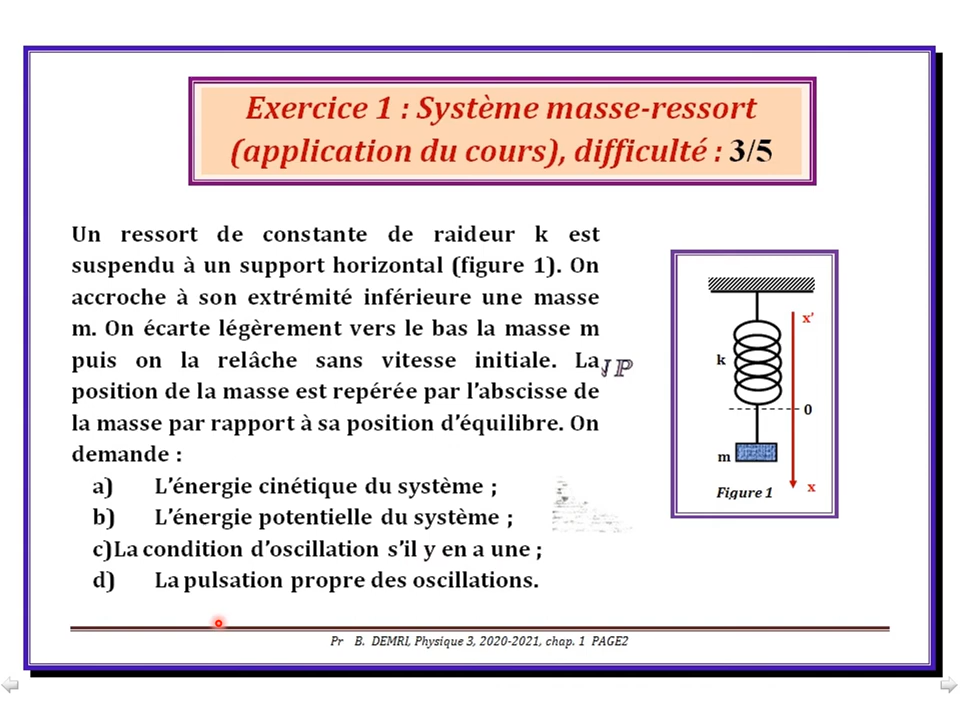 Exercice 1 : Système masse-ressort
(application du cours), difficulté : 3/5
Un ressort de constante de raideur k est
suspendu à un support horizontal (figure 1). On
accroche à son extrémité inférieure une masse
m. On écarte légèrement vers le bas la masse m
puis on la relâche sans vitesse initiale. La
position de la masse est repérée par l’abscisse de
la masse par rapport à sa position d’équilibre. On
demande :
a) L’énergie cinétique du système ;
b) L’énergie potentielle du système ;
c)La condition d’oscillation s’il y en a une ;
d) La pulsation propre des oscillations.
x'
k
0
m
x
Figure 1
Pr B. DEMRI, Physique 3, 2020-2021, chap. 1 PAGE2